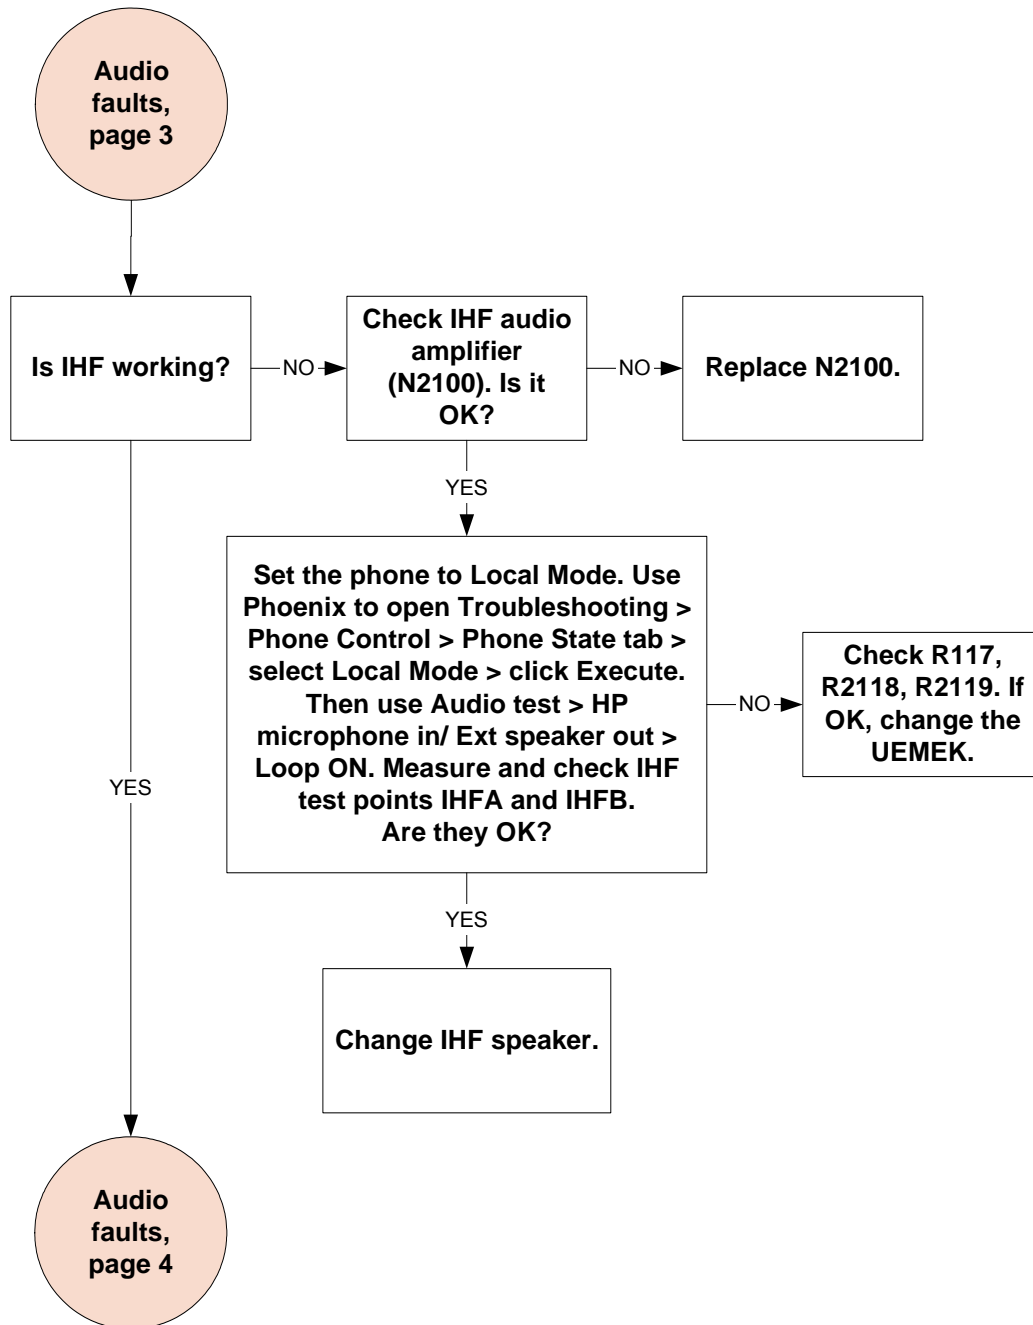 Audio
faults,
page 3
Is IHF working?
NO
Check IHF audio
amplifier
(N2100). Is it
OK?
NO
Replace N2100.
YES
Set the phone to Local Mode. Use
Phoenix to open Troubleshooting >
Phone Control > Phone State tab >
select Local Mode > click Execute.
Then use Audio test > HP
microphone in/ Ext speaker out >
Loop ON. Measure and check IHF
test points IHFA and IHFB.
Are they OK?
NO
Check R117,
R2118, R2119. If
OK, change the
UEMEK.
YES
YES
Change IHF speaker.
Audio
faults,
page 4